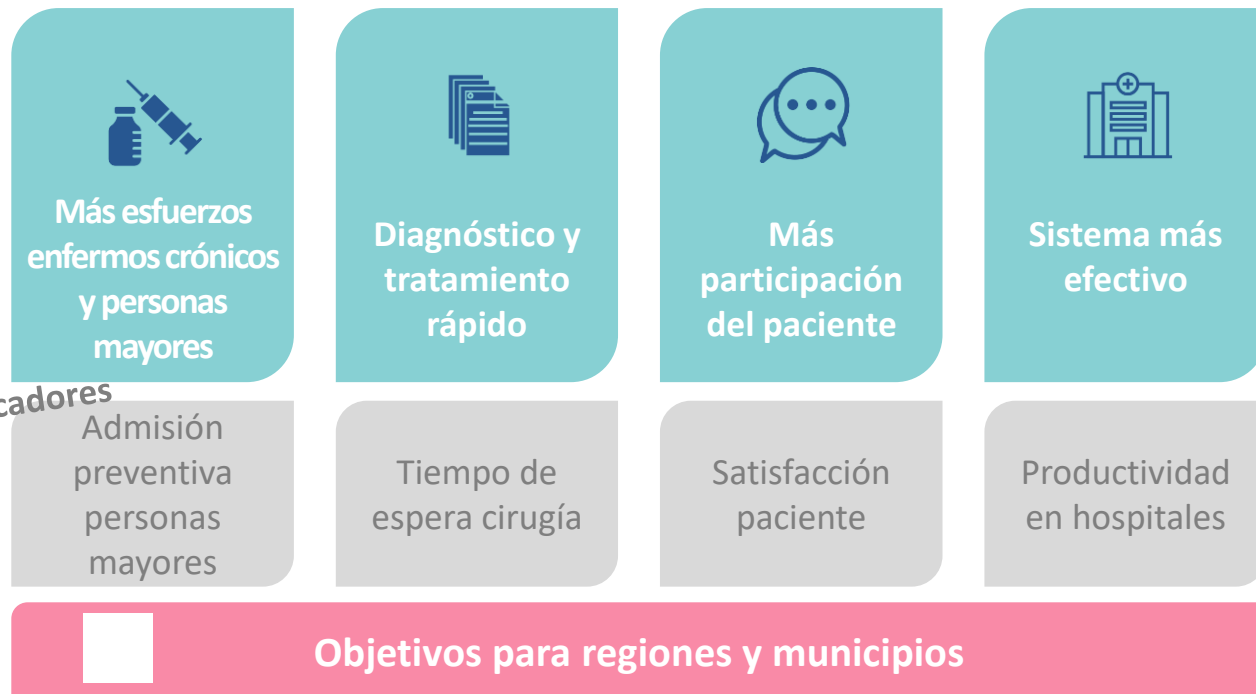 Más esfuerzos
enfermos crónicos
y personas
mayores
Diagnóstico y
tratamiento
rápido
Más
participación
del paciente
Sistema más
efectivo
cadores
Admisión
preventiva
personas
mayores
Tiempo de
espera cirugía
Satisfacción
paciente
Productividad
en hospitales
Objetivos para regiones y municipios